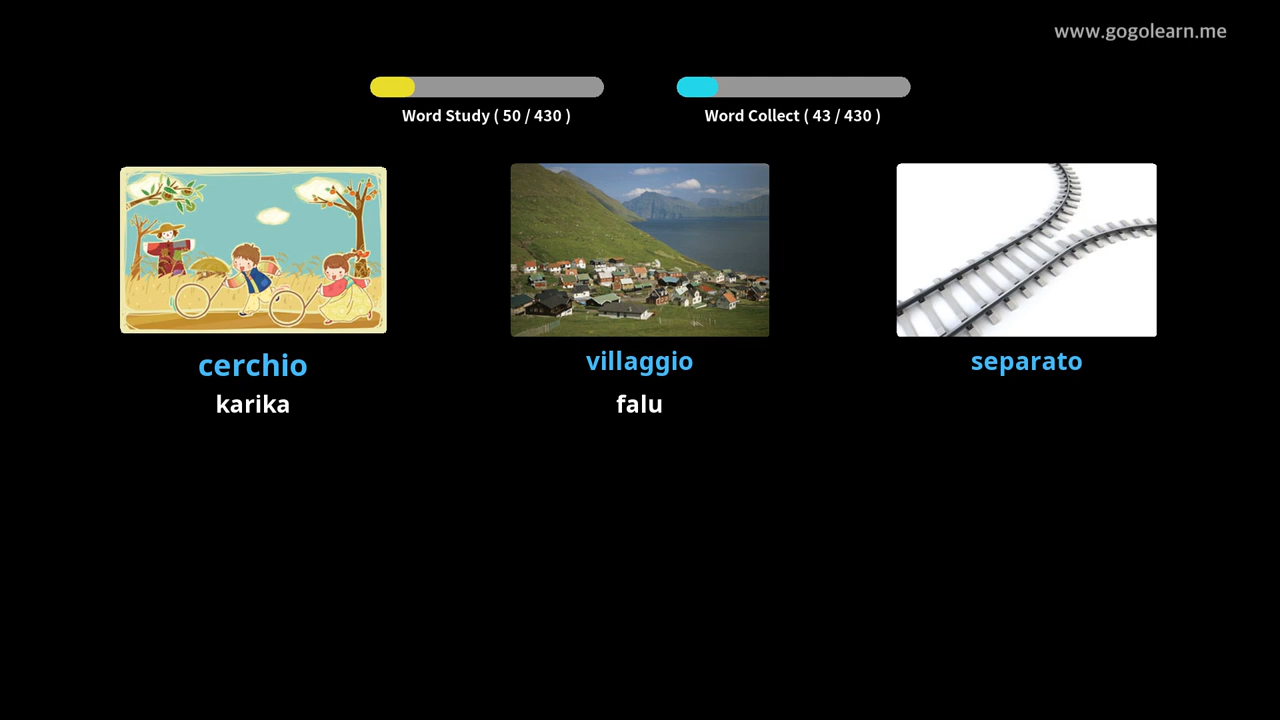 www.gogolearn.me
Word Study ( 50 / 430 )
Word Collect ( 43 / 430 )
cerchio
karika
villaggio
falu
separato